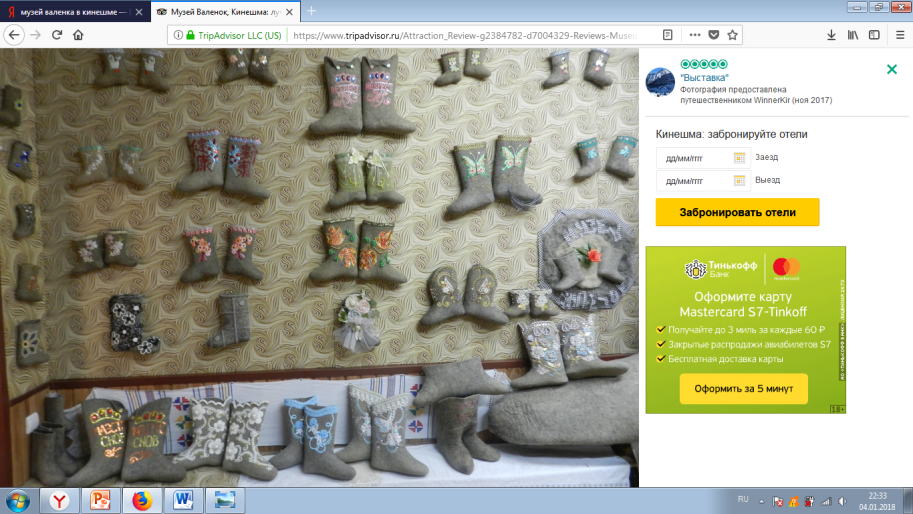 музей валенка в кинешме —
Музей Валенок, Кинешма: лу
TripAdvisor LLC (US)
https://www.tripadvisor.ru/Attraction_Review-g2384782-d7004329-Reviews-Muse
"Выставка"
Фотография предоставлена
путешественником WinnerKir (ноя 2017)
Кинешма: забронируйте отели
дд/мм/гггг
Заезд
дд/мм/гггг
Выезд
Забронировать отели
Тинькофф
Банк
mastercard
Оформите карту
Mastercard S7-Tinkoff
Получайте до 3 миль за каждые 60 ₽
Закрытые распродажи авиабилетов S7
Бесплатная доставка карты
Оформить за 5 минут
18+
RU
22:33
04.01.2018